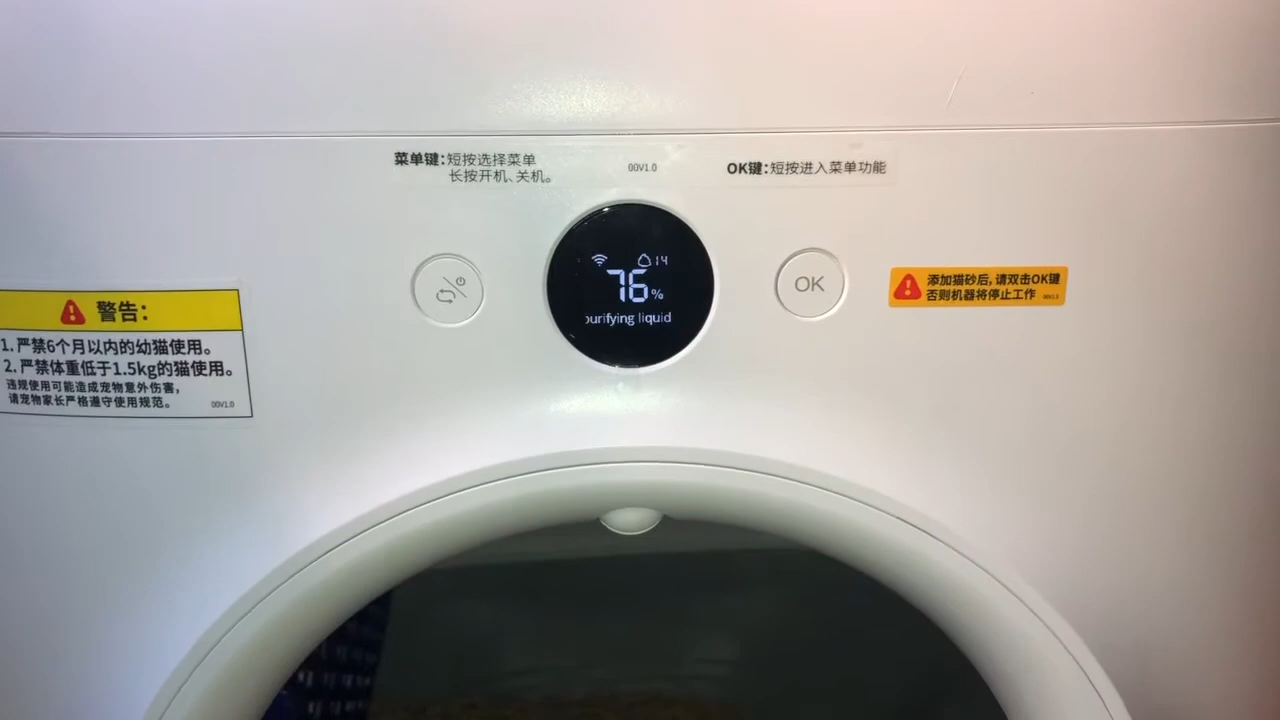 菜单键：短按选择菜单
长按开机、关机。
00V1.0
OK键：短按进入菜单功能
14
76%
purifying liquid
OK
添加猫砂后，请双击OK键
否则机器将停止工作
警告：
1. 严禁6个月以内的幼猫使用。
2. 严禁体重低于1.5kg的猫使用。
违规使用可能造成宠物意外伤害，
请宠物家长严格遵守使用规范。
00V1.0